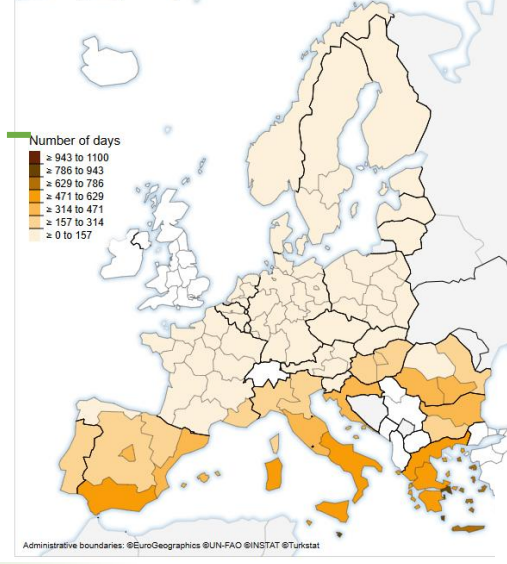 Number of days
≥ 943 to 1100
≥ 786 to 943
≥ 629 to 786
≥ 471 to 629
≥ 314 to 471
≥ 157 to 314
≥ 0 to 157
Administrative boundaries: ©EuroGeographics ©UN-FAO ©INSTAT ©Turkstat